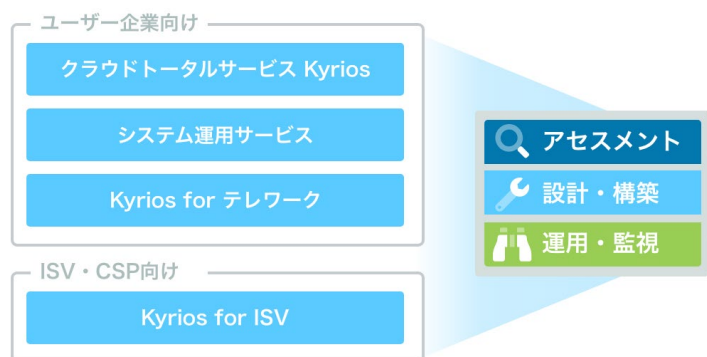 ユーザー企業向け
クラウドトータルサービス Kyrios
システム運用サービス
Kyrios for テレワーク
ISV・CSP向け
Kyrios for ISV
アセスメント
設計・構築
運用・監視